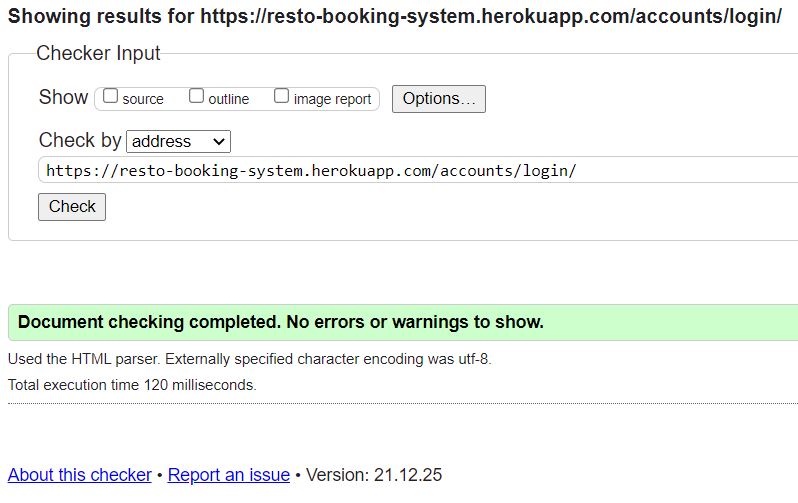 Showing results for https://resto-booking-system.herokuapp.com/accounts/login/
Checker Input
Show source outline image report Options...
Check by address
https://resto-booking-system.herokuapp.com/accounts/login/
Check
Document checking completed. No errors or warnings to show.
Used the HTML parser. Externally specified character encoding was utf-8.
Total execution time 120 milliseconds.
About this checker • Report an issue • Version: 21.12.25